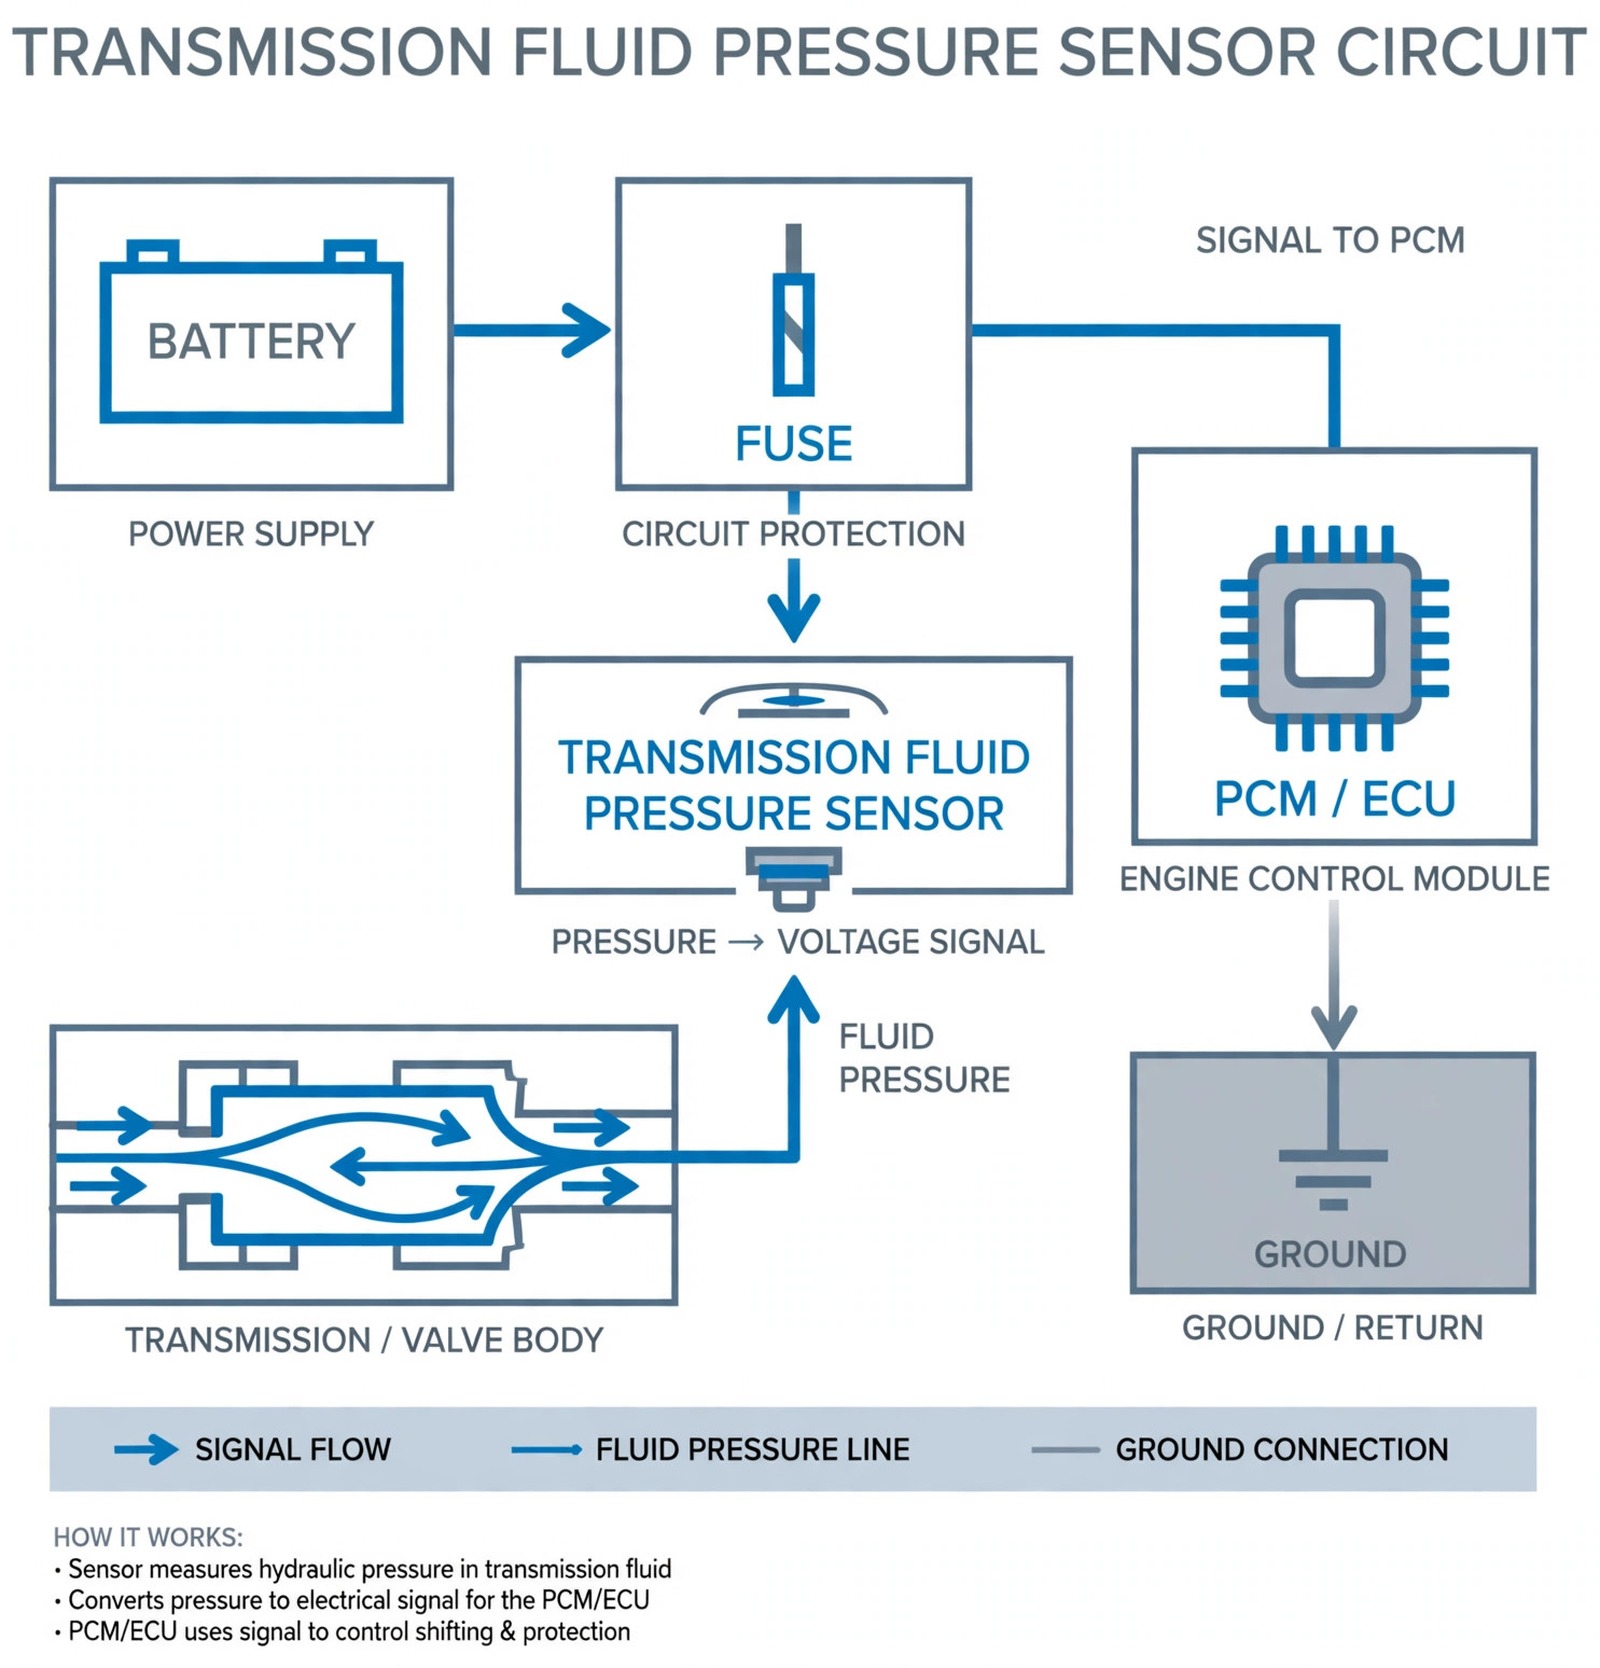 TRANSMISSION FLUID PRESSURE SENSOR CIRCUIT
BATTERY
POWER SUPPLY
FUSE
CIRCUIT PROTECTION
SIGNAL TO PCM
TRANSMISSION FLUID
PRESSURE SENSOR
PRESSURE → VOLTAGE SIGNAL
PCM / ECU
ENGINE CONTROL MODULE
FLUID
PRESSURE
TRANSMISSION / VALVE BODY
GROUND
GROUND / RETURN
SIGNAL FLOW
FLUID PRESSURE LINE
GROUND CONNECTION
HOW IT WORKS:
• Sensor measures hydraulic pressure in transmission fluid
• Converts pressure to electrical signal for the PCM/ECU
• PCM/ECU uses signal to control shifting & protection